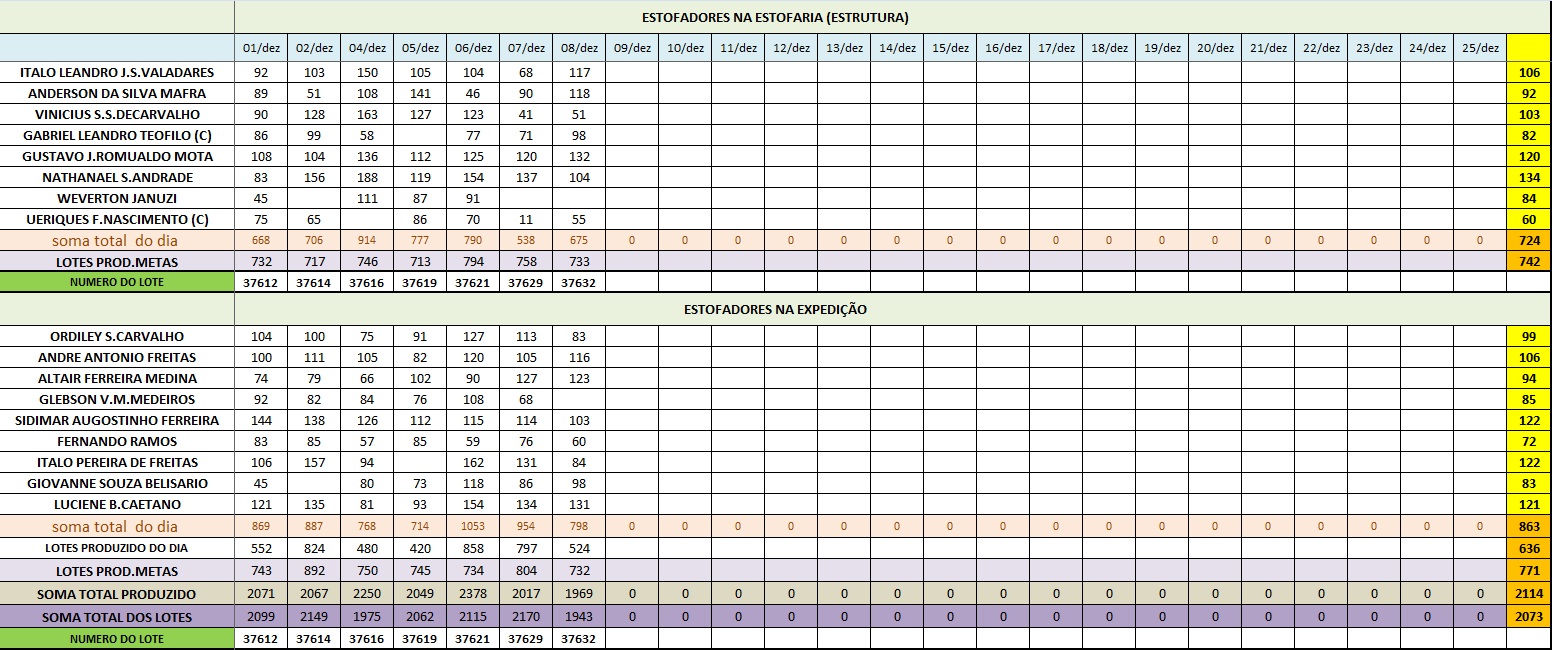 ESTOFADORES NA ESTOFARIA (ESTRUTURA)
01/dez 02/dez 04/dez 05/dez 06/dez 07/dez 08/dez 09/dez 10/dez 11/dez 12/dez 13/dez 14/dez 15/dez 16/dez 17/dez 18/dez 19/dez 20/dez 21/dez 22/dez 23/dez 24/dez 25/dez
ITALO LEANDRO J.S.VALADARES 92 103 150 105 104 68 117 106
ANDERSON DA SILVA MAFRA 89 51 108 141 46 90 118 92
VINICIUS S.S.DECARVALHO 90 128 163 127 123 41 51 103
GABRIEL LEANDRO TEOFILO (C) 86 99 58 77 71 98 82
GUSTAVO J.ROMUALDO MOTA 108 104 136 112 125 120 132 120
NATHANAEL S.ANDRADE 83 156 188 119 154 137 104 134
WEVERTON JANUZI 45 111 87 91 84
UERIQUES F.NASCIMENTO (C) 75 65 86 70 11 55 60
soma total do dia 668 706 914 777 790 538 675 0 0 0 0 0 0 0 0 0 0 0 0 0 0 0 0 0 724
LOTES PROD.METAS 732 717 746 713 794 758 733 742
NUMERO DO LOTE 37612 37614 37616 37619 37621 37629 37632
ESTOFADORES NA EXPEDIÇÃO
ORDILEY S.CARVALHO 104 100 75 91 127 113 83 99
ANDRE ANTONIO FREITAS 100 111 105 82 120 105 116 106
ALTAIR FERREIRA MEDINA 74 79 66 102 90 127 123 94
GLEBSON V.M.MEDEIROS 92 82 84 76 108 68 85
SIDIMAR AUGOSTINHO FERREIRA 144 138 126 112 115 114 103 122
FERNANDO RAMOS 83 85 57 85 59 76 60 72
ITALO PEREIRA DE FREITAS 106 157 94 162 131 84 122
GIOVANNE SOUZA BELISARIO 45 80 73 118 86 98 83
LUCIENE B.CAETANO 121 135 81 93 154 134 131 121
soma total do dia 869 887 768 714 1053 954 798 0 0 0 0 0 0 0 0 0 0 0 0 0 0 0 0 0 863
LOTES PRODUZIDO DO DIA 552 824 480 420 858 797 524 636
LOTES PROD.METAS 743 892 750 745 734 804 732 771
SOMA TOTAL PRODUZIDO 2071 2067 2250 2049 2378 2017 1969 0 0 0 0 0 0 0 0 0 0 0 0 0 0 0 0 0 2114
SOMA TOTAL DOS LOTES 2099 2149 1975 2062 2115 2170 1943 0 0 0 0 0 0 0 0 0 0 0 0 0 0 0 0 0 2073
NUMERO DO LOTE 37612 37614 37616 37619 37621 37629 37632